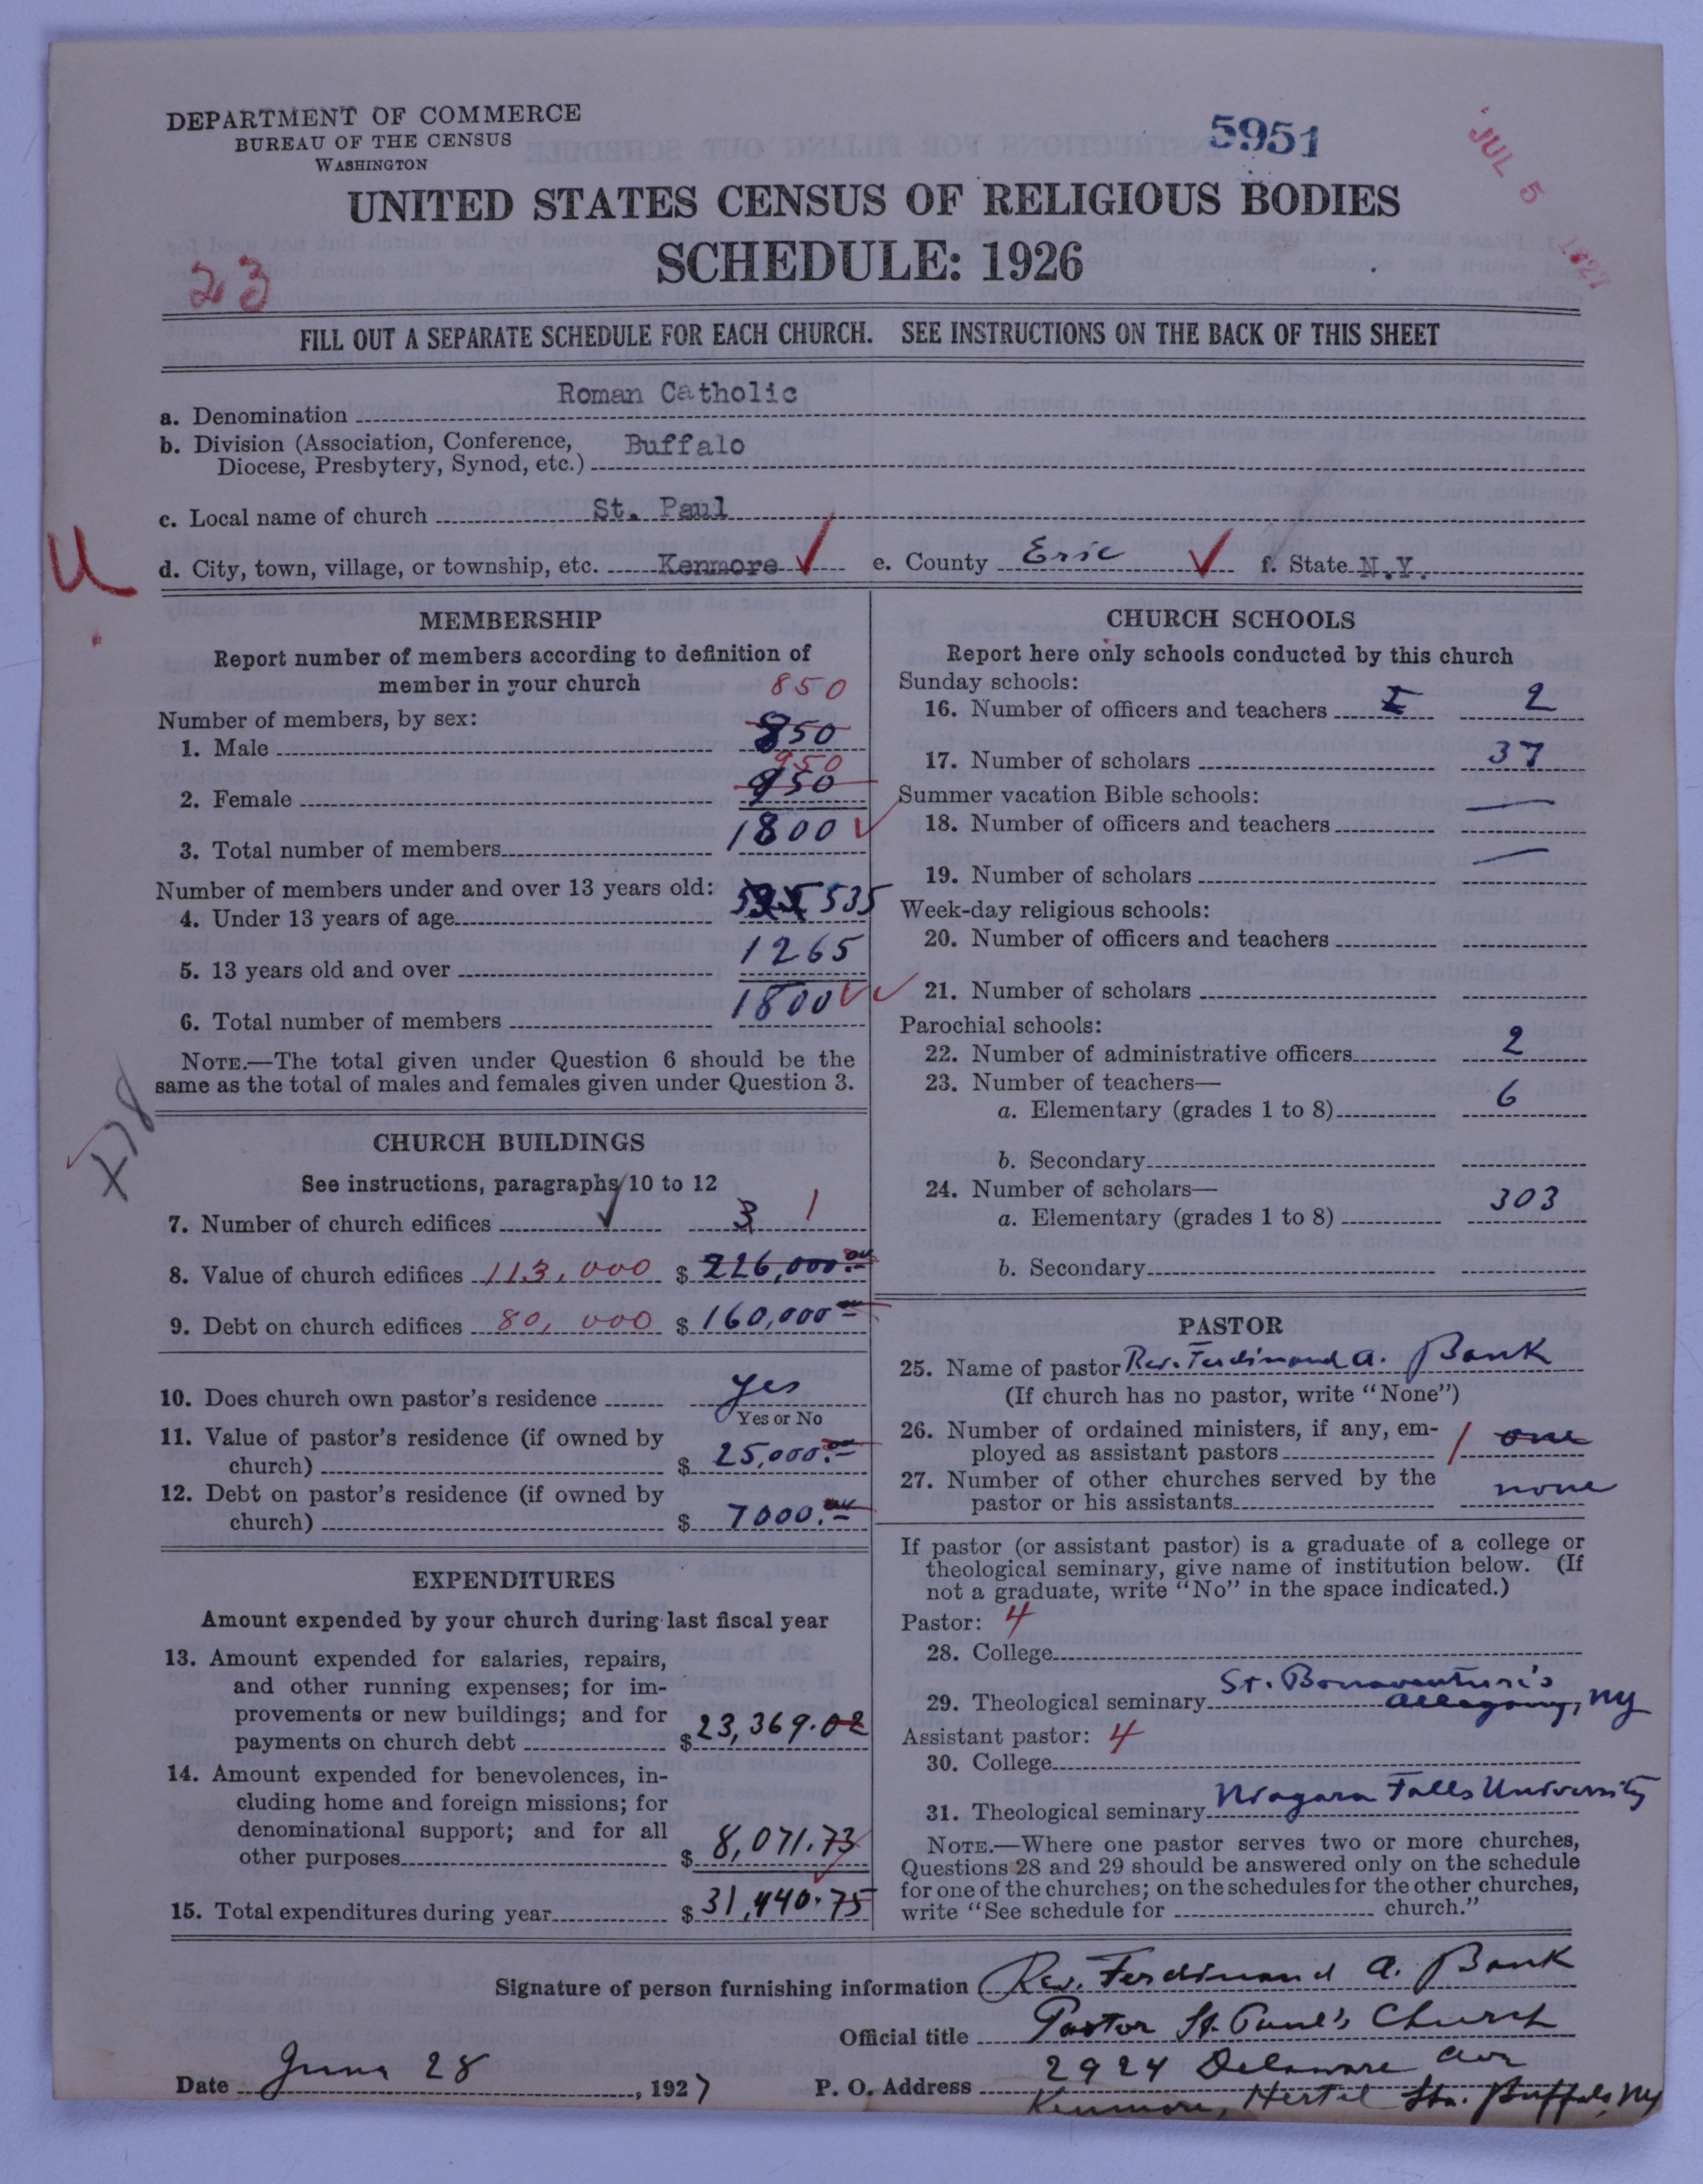 DEPARTMENT OF COMMERCE
BUREAU OF THE CENSUS
WASHINGTON
5951
JUL 5 1927
UNITED STATES CENSUS OF RELIGIOUS BODIES
SCHEDULE: 1926
23
FILL OUT A SEPARATE SCHEDULE FOR EACH CHURCH. SEE INSTRUCTIONS ON THE BACK OF THIS SHEET
a. Denomination Roman Catholic
b. Division (Association, Conference, Buffalo
Diocese, Presbytery, Synod, etc.)
c. Local name of church St. Paul
U
d. City, town, village, or township, etc. Kenmore ✓ e. County Erie ✓ f. State N.Y.
MEMBERSHIP
Report number of members according to definition of
member in your church 850
Number of members, by sex:
1. Male 850
950
2. Female 950
3. Total number of members 1800 ✓
Number of members under and over 13 years old:
4. Under 13 years of age 535
5. 13 years old and over 1265
6. Total number of members 1800 ✓✓
NOTE.—The total given under Question 6 should be the
same as the total of males and females given under Question 3.
x78
CHURCH BUILDINGS
See instructions, paragraphs 10 to 12
7. Number of church edifices ✓ 3 1
8. Value of church edifices 113,000 $ 226,000.00
9. Debt on church edifices 80,000 $ 160,000
10. Does church own pastor's residence yes
Yes or No
11. Value of pastor's residence (if owned by
church) $ 25,000.00
12. Debt on pastor's residence (if owned by
church) $ 7000.00
EXPENDITURES
Amount expended by your church during last fiscal year
13. Amount expended for salaries, repairs,
and other running expenses; for im-
provements or new buildings; and for
payments on church debt $ 23,369.02
14. Amount expended for benevolences, in-
cluding home and foreign missions; for
denominational support; and for all
other purposes $ 8,071.73
15. Total expenditures during year $ 31,440.75
CHURCH SCHOOLS
Report here only schools conducted by this church
Sunday schools:
16. Number of officers and teachers 2
17. Number of scholars 37
Summer vacation Bible schools:
18. Number of officers and teachers —
19. Number of scholars —
Week-day religious schools:
20. Number of officers and teachers
21. Number of scholars
Parochial schools:
22. Number of administrative officers 2
23. Number of teachers—
a. Elementary (grades 1 to 8) 6
b. Secondary
24. Number of scholars—
a. Elementary (grades 1 to 8) 303
b. Secondary
PASTOR
25. Name of pastor Rev. Ferdinand A. Bank
(If church has no pastor, write "None")
26. Number of ordained ministers, if any, em-
ployed as assistant pastors 1 one
27. Number of other churches served by the
pastor or his assistants none
If pastor (or assistant pastor) is a graduate of a college or
theological seminary, give name of institution below. (If
not a graduate, write "No" in the space indicated.)
Pastor: 4
28. College
29. Theological seminary St. Bonaventure's
Allegany, NY
Assistant pastor: 4
30. College
31. Theological seminary Niagara Falls University
NOTE.—Where one pastor serves two or more churches,
Questions 28 and 29 should be answered only on the schedule
for one of the churches; on the schedules for the other churches,
write "See schedule for church."
Signature of person furnishing information Rev. Ferdinand A. Bank
Official title Pastor St. Paul's Church
Date June 28, 1927 P. O. Address 2924 Delaware Ave
Kenmore, Hertel Sta. Buffalo, NY